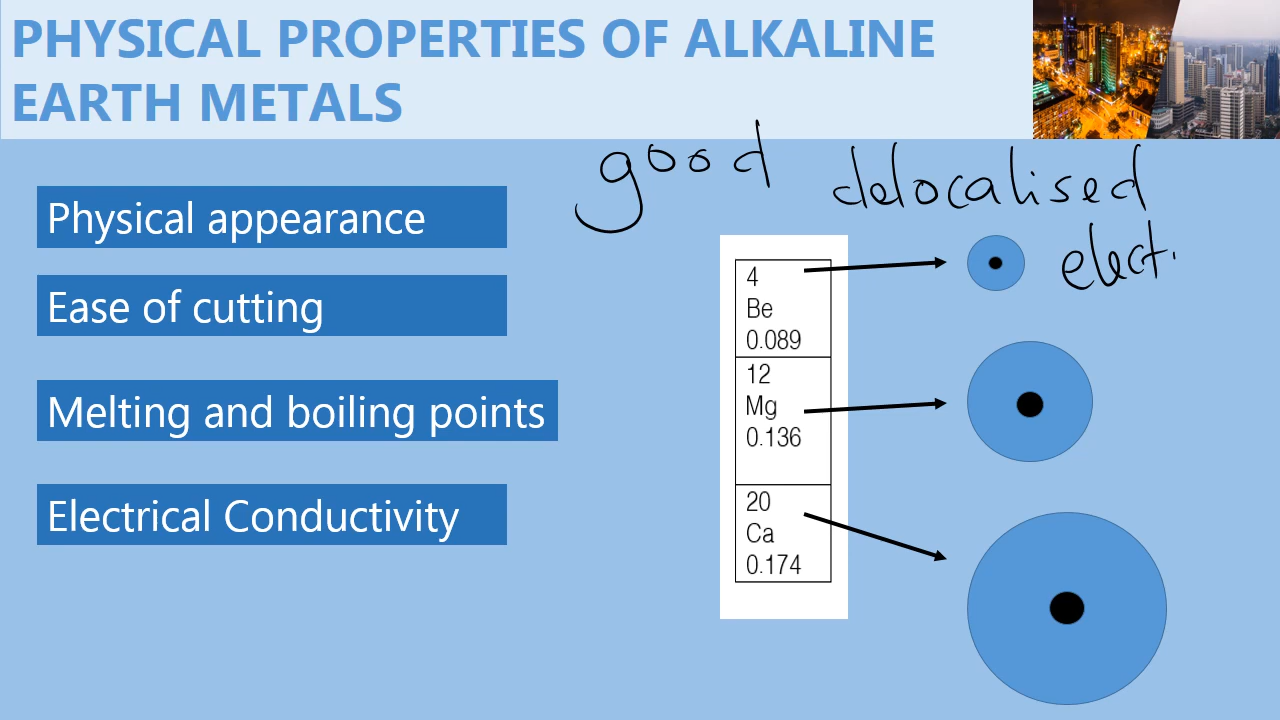 PHYSICAL PROPERTIES OF ALKALINE
EARTH METALS
good delocalised
elect.
Physical appearance
Ease of cutting
Melting and boiling points
Electrical Conductivity
4
Be
0.089
12
Mg
0.136
20
Ca
0.174